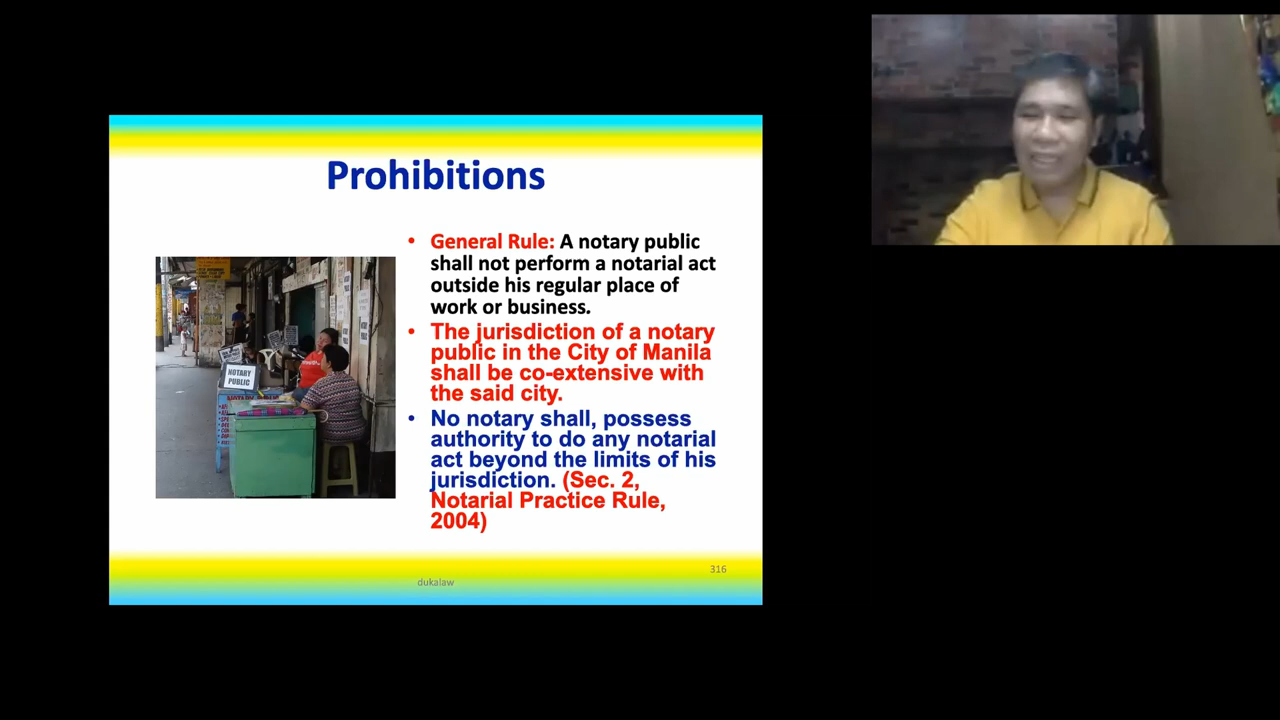 Prohibitions
• General Rule: A notary public
shall not perform a notarial act
outside his regular place of
work or business.
• The jurisdiction of a notary
public in the City of Manila
shall be co-extensive with
the said city.
• No notary shall, possess
authority to do any notarial
act beyond the limits of his
jurisdiction. (Sec. 2,
Notarial Practice Rule,
2004)
NOTARY
PUBLIC
316
dukalaw